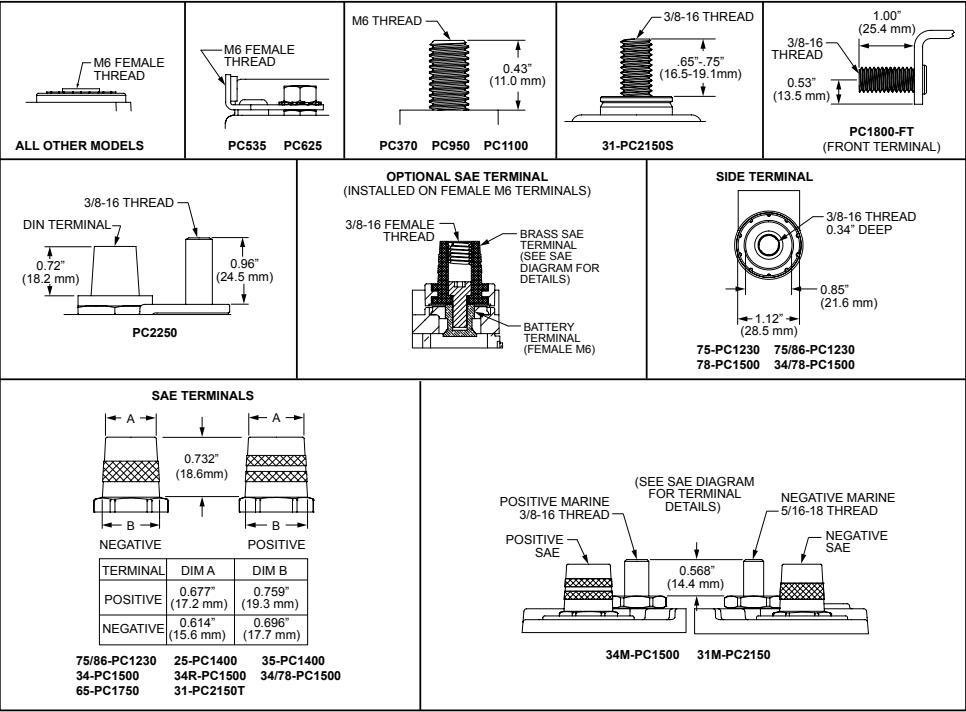 M6 FEMALE
THREAD
ALL OTHER MODELS
M6 FEMALE
THREAD
PC535 PC625
M6 THREAD
0.43"
(11.0 mm)
PC370 PC950 PC1100
3/8-16 THREAD
.65"-.75"
(16.5-19.1mm)
31-PC2150S
1.00"
(25.4 mm)
3/8-16
THREAD
0.53"
(13.5 mm)
PC1800-FT
(FRONT TERMINAL)
3/8-16 THREAD
DIN TERMINAL
0.72"
(18.2 mm)
0.96"
(24.5 mm)
PC2250
OPTIONAL SAE TERMINAL
(INSTALLED ON FEMALE M6 TERMINALS)
3/8-16 FEMALE
THREAD
BRASS SAE
TERMINAL
(SEE SAE
DIAGRAM FOR
DETAILS)
BATTERY
TERMINAL
(FEMALE M6)
SIDE TERMINAL
3/8-16 THREAD
0.34" DEEP
0.85"
(21.6 mm)
1.12"
(28.5 mm)
75-PC1230 75/86-PC1230
78-PC1500 34/78-PC1500
SAE TERMINALS
A
A
0.732"
(18.6mm)
B
B
NEGATIVE
POSITIVE
TERMINAL DIM A DIM B
POSITIVE 0.677" (17.2 mm) 0.759" (19.3 mm)
NEGATIVE 0.614" (15.6 mm) 0.696" (17.7 mm)
75/86-PC1230 25-PC1400 35-PC1400
34-PC1500 34R-PC1500 34/78-PC1500
65-PC1750 31-PC2150T
(SEE SAE DIAGRAM
FOR TERMINAL
DETAILS)
POSITIVE MARINE
3/8-16 THREAD
POSITIVE
SAE
NEGATIVE MARINE
5/16-18 THREAD
NEGATIVE
SAE
0.568"
(14.4 mm)
34M-PC1500 31M-PC2150